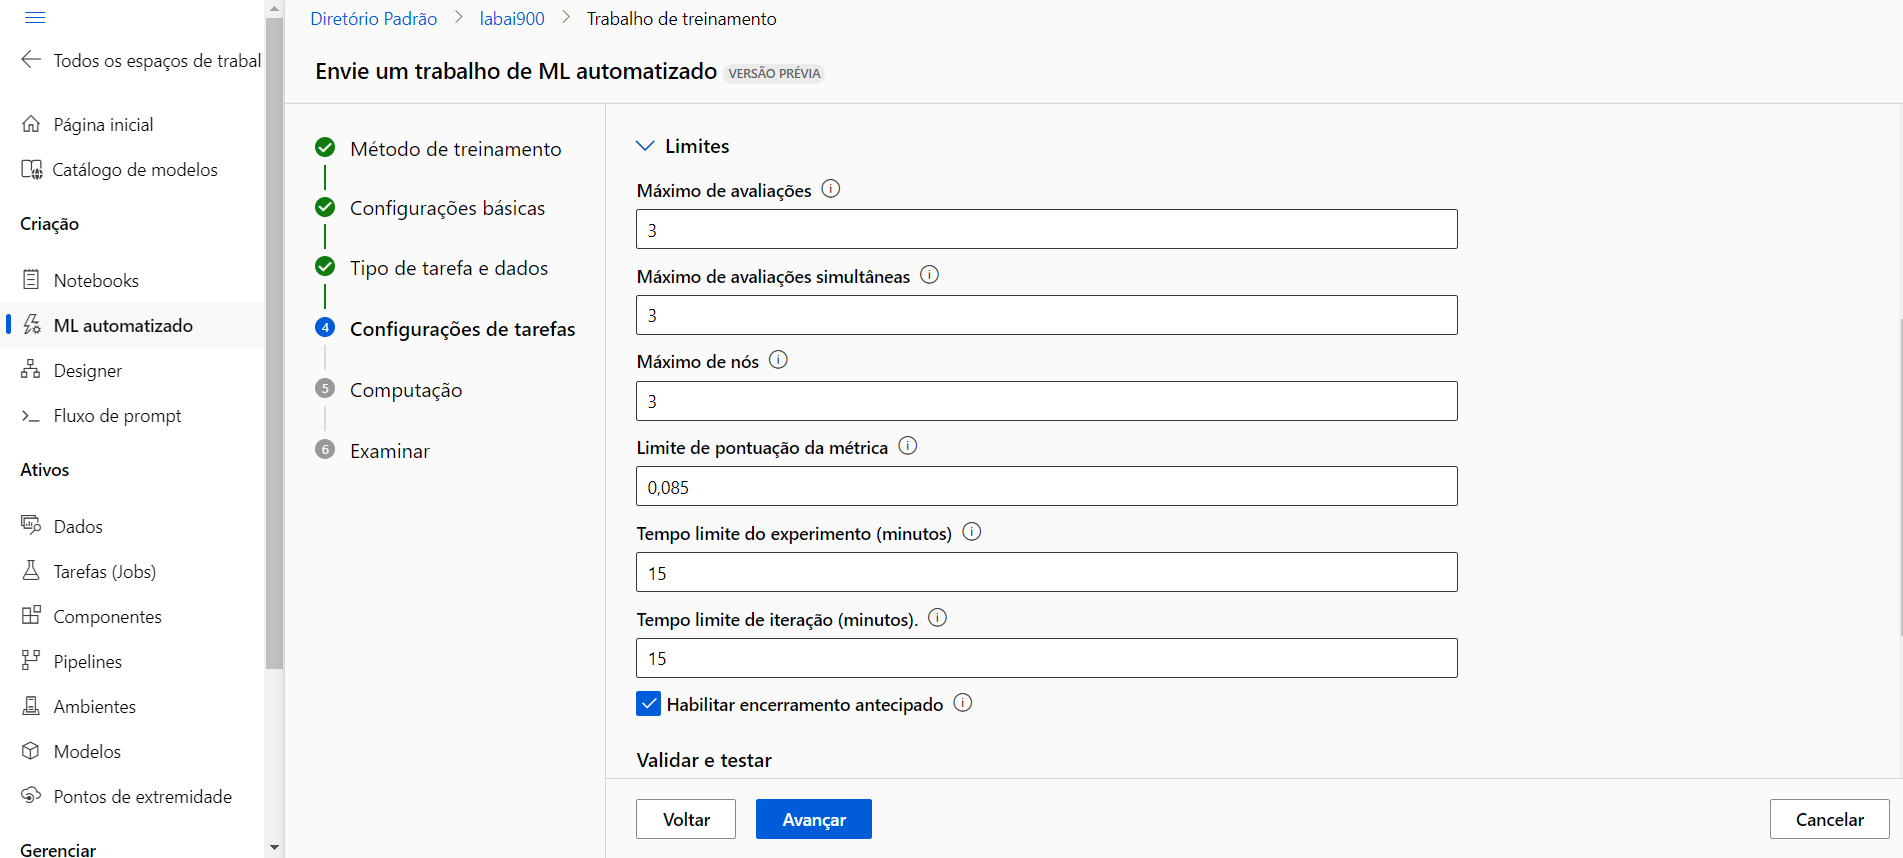 Todos os espaços de trabal
Página inicial
Catálogo de modelos
Criação
Notebooks
ML automatizado
Designer
Fluxo de prompt
Ativos
Dados
Tarefas (Jobs)
Componentes
Pipelines
Ambientes
Modelos
Pontos de extremidade
Gerenciar
Diretório Padrão > labai900 > Trabalho de treinamento
Envie um trabalho de ML automatizado VERSÃO PRÉVIA
Método de treinamento
Configurações básicas
Tipo de tarefa e dados
4 Configurações de tarefas
5 Computação
6 Examinar
Limites
Máximo de avaliações
3
Máximo de avaliações simultâneas
3
Máximo de nós
3
Limite de pontuação da métrica
0,085
Tempo limite do experimento (minutos)
15
Tempo limite de iteração (minutos).
15
Habilitar encerramento antecipado
Validar e testar
Voltar Avançar Cancelar